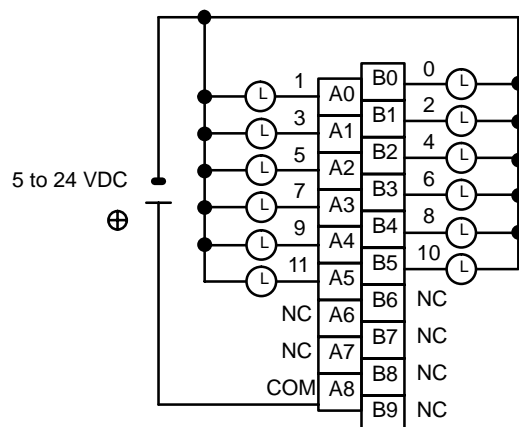 0
1 L A0 B0 L
2
3 L A1 B1 L
4
5 L A2 B2 L
5 to 24 VDC
6
7 L A3 B3 L
8
9 L A4 B4 L
10
11 L A5 B5 L
NC A6 B6 NC
NC A7 B7 NC
COM A8 B8 NC
B9 NC